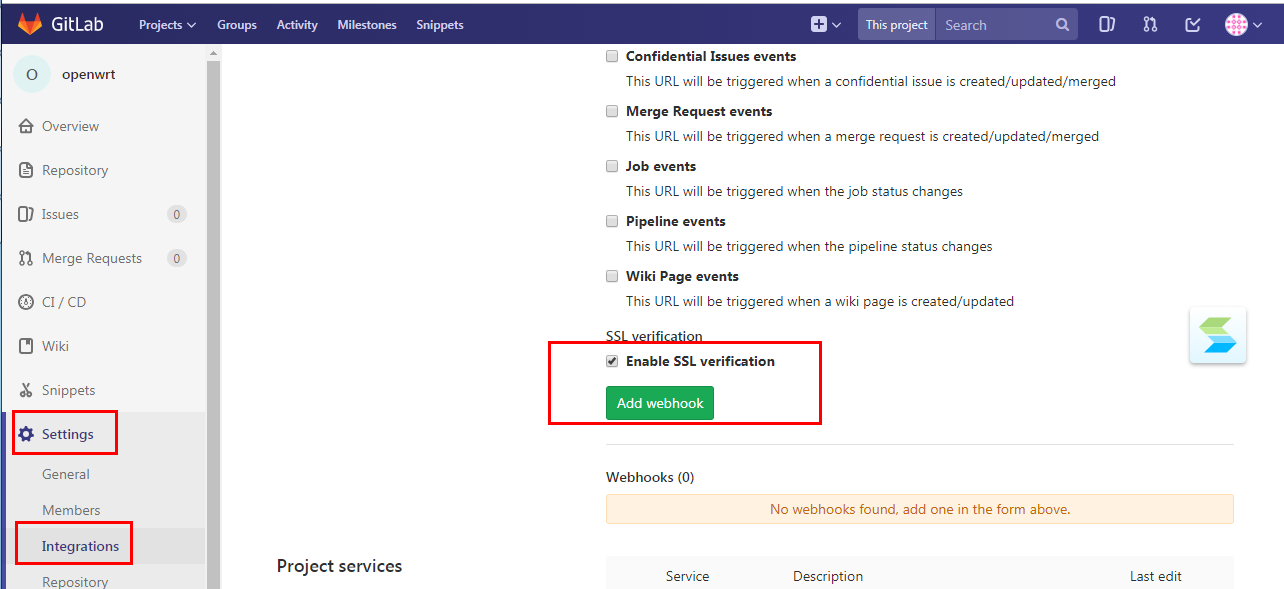 GitLab Projects Groups Activity Milestones Snippets This project Search
O openwrt
Overview
Repository
Issues 0
Merge Requests 0
CI / CD
Wiki
Snippets
Settings
General
Members
Integrations
Repository
Confidential Issues events
This URL will be triggered when a confidential issue is created/updated/merged
Merge Request events
This URL will be triggered when a merge request is created/updated/merged
Job events
This URL will be triggered when the job status changes
Pipeline events
This URL will be triggered when the pipeline status changes
Wiki Page events
This URL will be triggered when a wiki page is created/updated
SSL verification
Enable SSL verification
Add webhook
Webhooks (0)
No webhooks found, add one in the form above.
Project services
Service Description Last edit